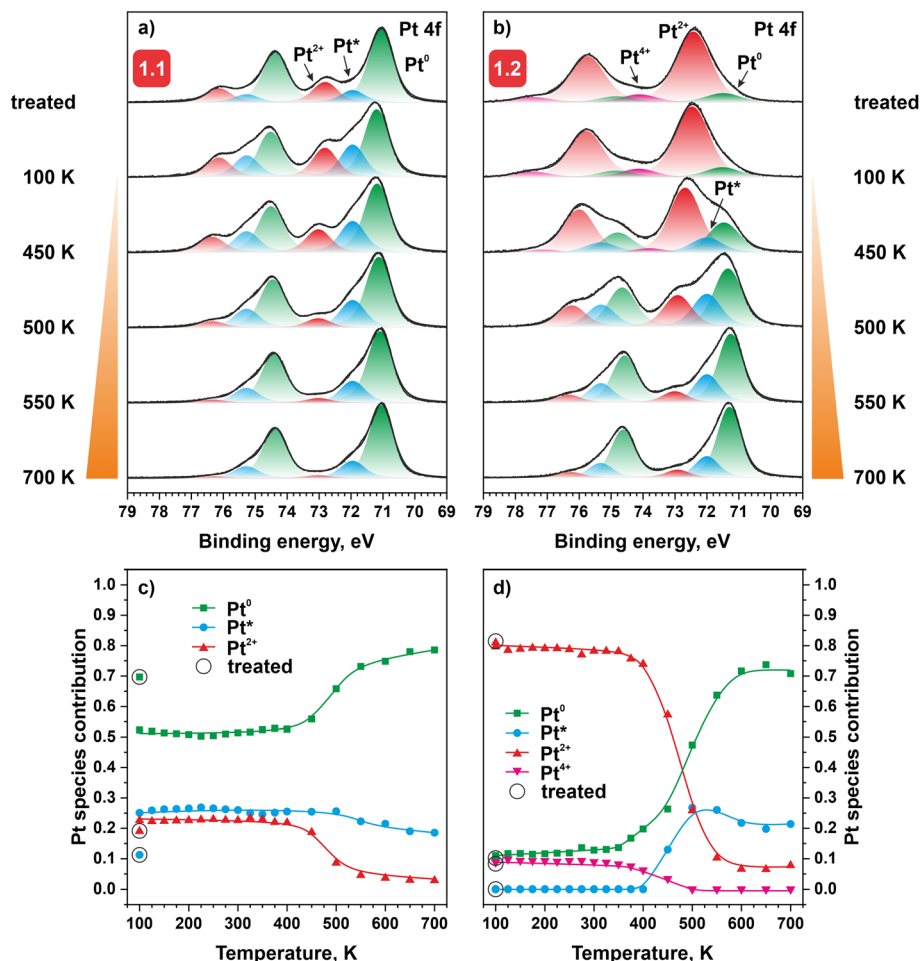 a)
Pt 4f
1.1
Pt²⁺
Pt*
Pt⁰
b)
Pt 4f
1.2
Pt⁴⁺
Pt²⁺
Pt⁰
Pt*
treated
100 K
450 K
500 K
550 K
700 K
treated
100 K
450 K
500 K
550 K
700 K
79 78 77 76 75 74 73 72 71 70 69
Binding energy, eV
79 78 77 76 75 74 73 72 71 70 69
Binding energy, eV
c)
Pt⁰
Pt*
Pt²⁺
treated
1.0
0.9
0.8
0.7
0.6
0.5
0.4
0.3
0.2
0.1
0.0
Pt species contribution
100 200 300 400 500 600 700
Temperature, K
d)
Pt⁰
Pt*
Pt²⁺
Pt⁴⁺
treated
1.0
0.9
0.8
0.7
0.6
0.5
0.4
0.3
0.2
0.1
0.0
Pt species contribution
100 200 300 400 500 600 700
Temperature, K